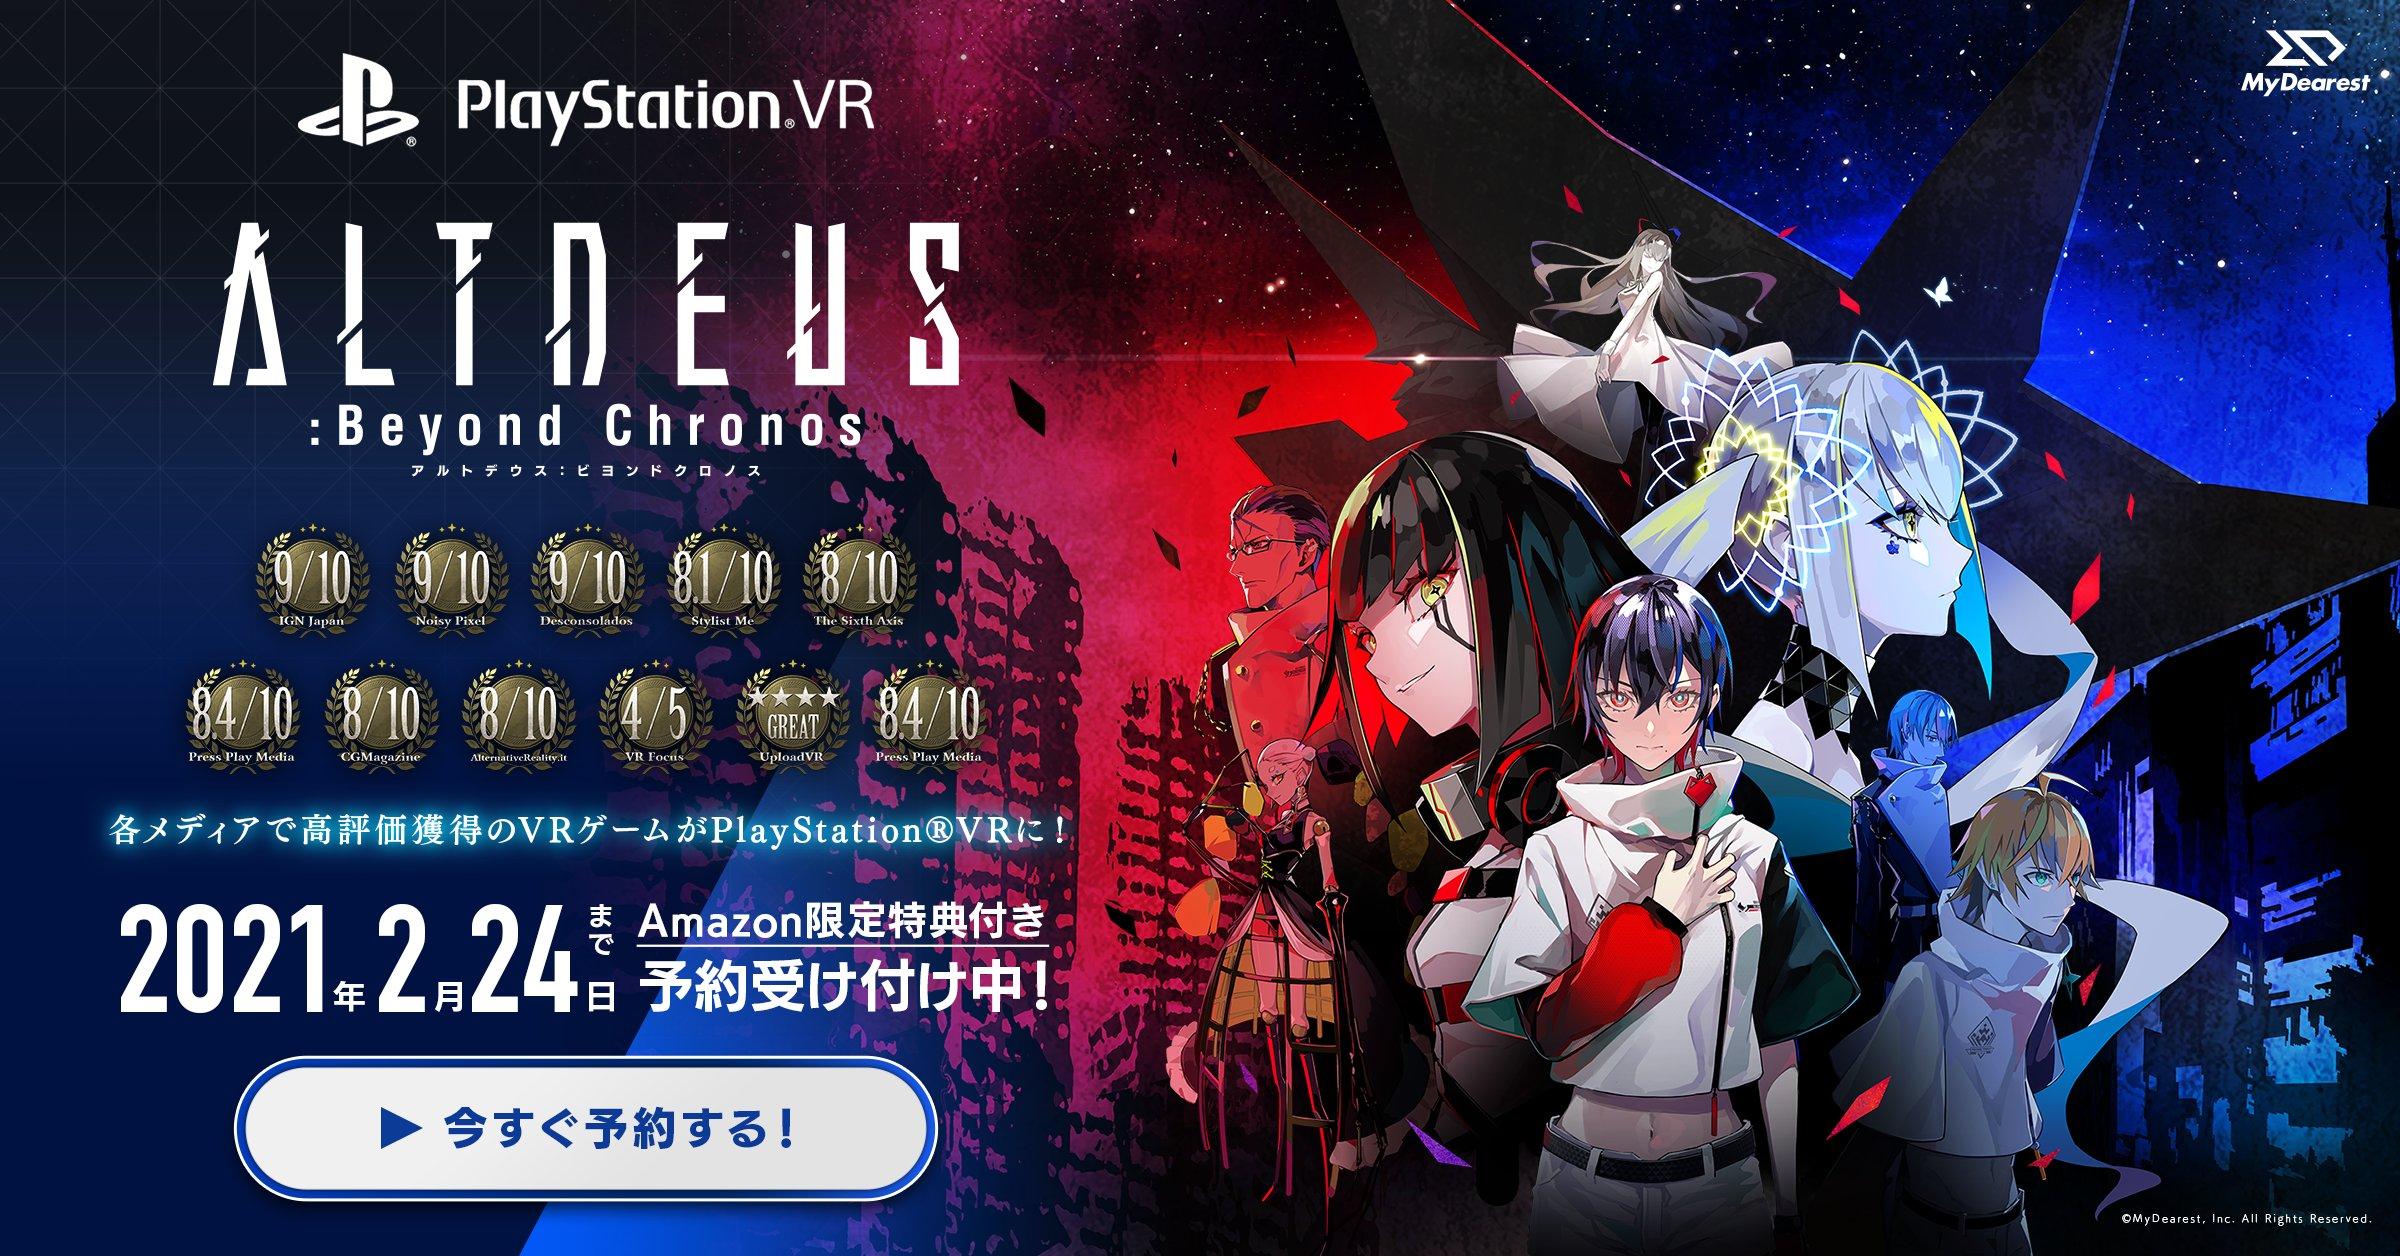 PlayStation®VR
MyDearest
ALTDEUS
:Beyond Chronos
アルトデウス：ビヨンドクロノス
9/10 9/10 9/10 8.1/10 8/10
IGN Japan Noisy Pixel Desconsolados Stylist Me The Sixth Axis
8.4/10 8/10 8/10 4/5 ★★★★ GREAT 8.4/10
Press Play Media CGMagazine AlternativeReality.it VR Focus UploadVR Press Play Media
各メディアで高評価獲得のVRゲームがPlayStation®VRに！
2021年2月24日まで
Amazon限定特典付き
予約受け付け中！
▶ 今すぐ予約する！
©MyDearest, Inc. All Rights Reserved.